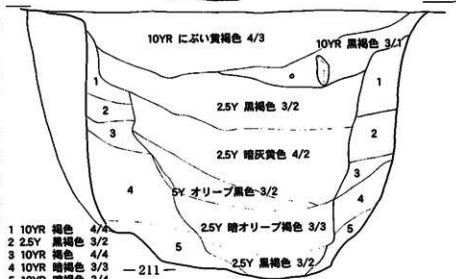 10YR にぶい黄褐色 4/3
10YR 黒褐色 3/1
1
1
2.5Y 黒褐色 3/2
2
2
3
2.5Y 暗灰黄色 4/2
3
4
5Y オリーブ黒色 3/2
4
2.5Y 暗オリーブ褐色 3/3
5
5
2.5Y 黒褐色 3/2
1 10YR 褐色 4/4
2 2.5Y 黒褐色 3/2
3 10YR 褐色 4/4
4 10YR 暗褐色 3/3
—211—